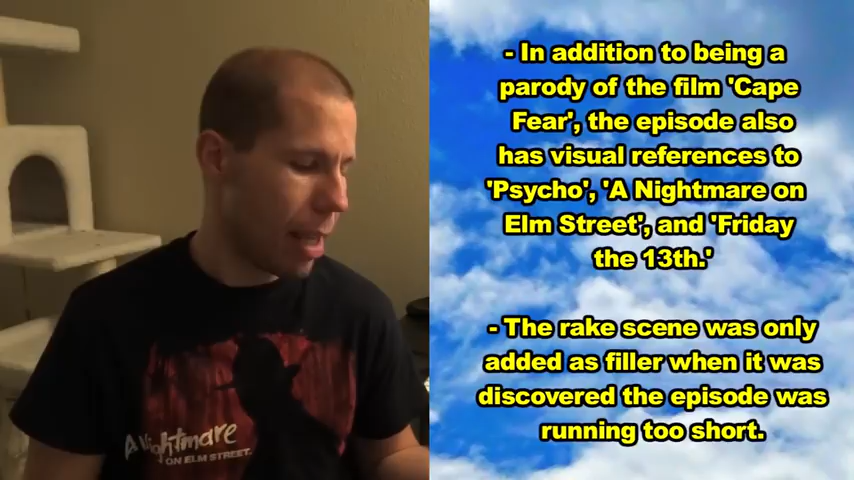 - In addition to being a
parody of the film 'Cape
Fear', the episode also
has visual references to
'Psycho', 'A Nightmare on
Elm Street', and 'Friday
the 13th.'
- The rake scene was only
added as filler when it was
discovered the episode was
running too short.
A Nightmare
ON ELM STREET.